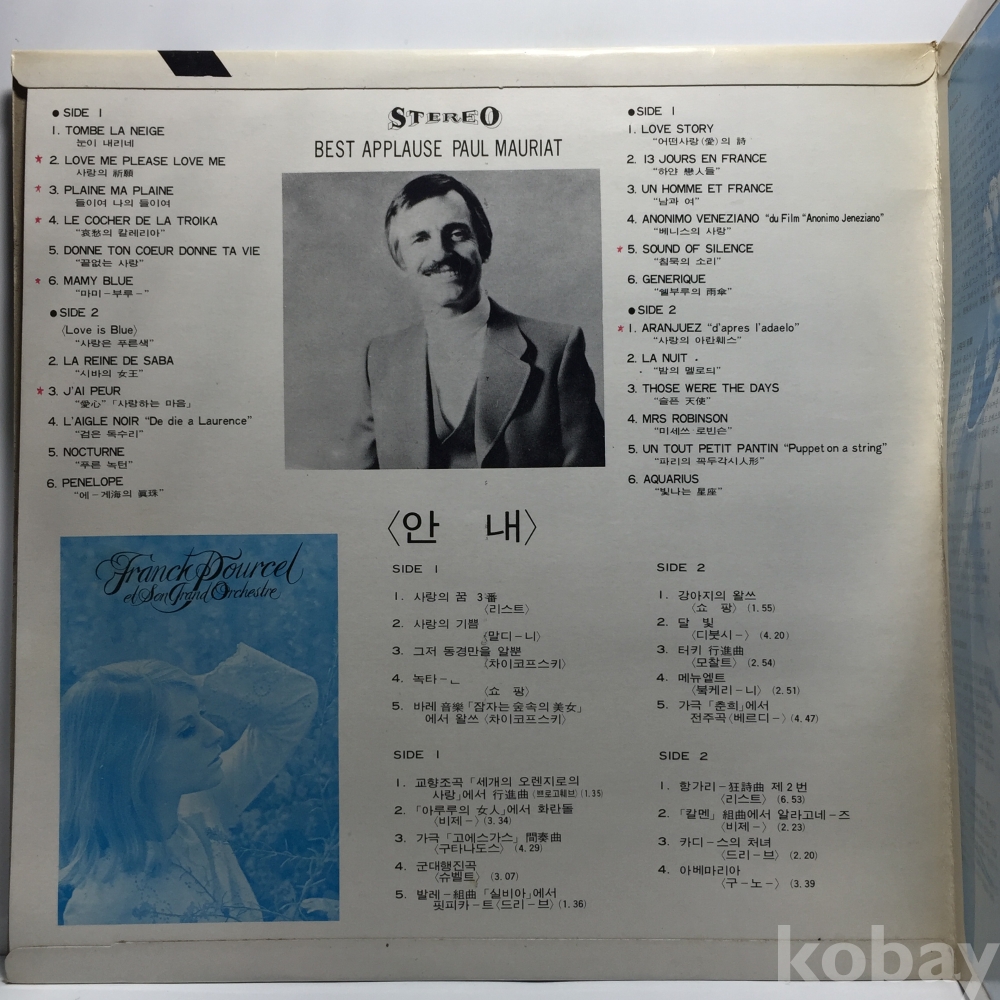 STEREO
BEST APPLAUSE PAUL MAURIAT
● SIDE 1
1. TOMBE LA NEIGE
눈이 내리네
* 2. LOVE ME PLEASE LOVE ME
사랑의 祈願
* 3. PLAINE MA PLAINE
들이여 나의 들이여
* 4. LE COCHER DE LA TROIKA
"哀愁의 칼레리아"
5. DONNE TON COEUR DONNE TA VIE
"끝없는 사랑"
* 6. MAMY BLUE
"마미-부루-"
● SIDE 2
〈Love is Blue〉
"사랑은 푸른색"
2. LA REINE DE SABA
"시바의 女王"
* 3. J'AI PEUR
"愛心"「사랑하는 마음」
4. L'AIGLE NOIR "De die a Laurence"
"검은 독수리"
5. NOCTURNE
"푸른 녹턴"
6. PENELOPE
"에-게海의 眞珠"
● SIDE 1
1. LOVE STORY
"어떤사랑(愛)의 詩"
2. 13 JOURS EN FRANCE
"하얀 戀人들"
3. UN HOMME ET FRANCE
"남과 여"
4. ANONIMO VENEZIANO "du Film "Anonimo Jeneziano"
"베니스의 사랑"
* 5. SOUND OF SILENCE
"침묵의 소리"
6. GENERIQUE
"쉘부루의 雨傘"
● SIDE 2
* 1. ARANJUEZ "d'apres l'adaelo"
"사랑의 아란훼스"
2. LA NUIT
"밤의 멜로듸"
3. THOSE WERE THE DAYS
"슬픈 天使"
4. MRS ROBINSON
"미세쓰·로빈슨"
5. UN TOUT PETIT PANTIN "Puppet on a string"
"파리의 꼭두각시人形"
6. AQUARIUS
"빛나는 星座"
Franck Pourcel
et Son Grand Orchestre
〈안 내〉
SIDE 1
1. 사랑의 꿈 3番
〈리스트〉
2. 사랑의 기쁨
〈말디-니〉
3. 그저 동경만을 알뿐
〈차이코프스키〉
4. 녹타-ㄴ
〈쇼 팡〉
5. 바레 音樂「잠자는숲속의 美女」
에서 왈쓰 〈차이코프스키〉
SIDE 2
1. 강아지의 왈쓰
〈쇼 팡〉(1.55)
2. 달 빛
〈디붓시-〉(4.20)
3. 터키 行進曲
〈모찰트〉(2.54)
4. 메뉴엘트
〈북케리-니〉(2.51)
5. 가극「춘희」에서
전주곡〈베르디-〉(4.47)
SIDE 1
1. 교향조곡「세개의 오렌지로의
사랑」에서 行進曲〈쁘로고훼브〉(1.35)
2. 「아루루의 女人」에서 화란돌
〈비제-〉(3.34)
3. 가극「고에스가스」間奏曲
〈구타나도스〉(4.29)
4. 군대행진곡
〈슈벨트〉(3.07)
5. 발레-組曲「실비아」에서
핏피카-트〈드리-브〉(1.36)
SIDE 2
1. 항가리-狂詩曲 제2번
〈리스트〉(6.53)
2. 「칼멘」組曲에서 알라고네-즈
〈비제-〉(2.23)
3. 카디-스의 처녀
〈드리-브〉(2.20)
4. 아베마리아
〈구-노-〉(3.39
kobay